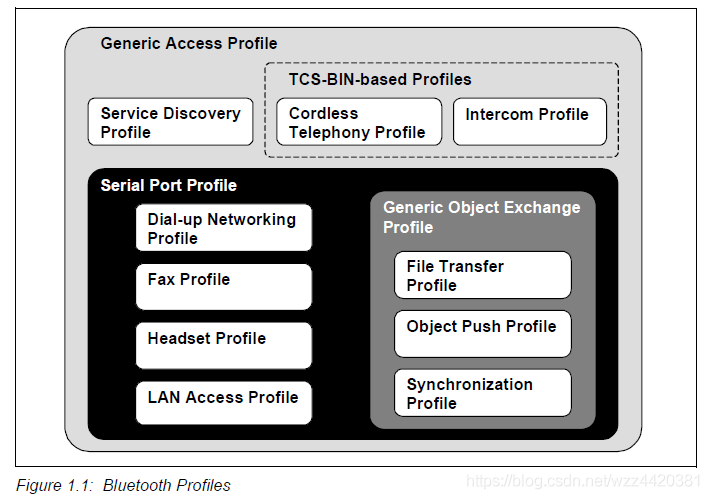 Generic Access Profile
TCS-BIN-based Profiles
Service Discovery
Profile
Cordless
Telephony Profile
Intercom Profile
Serial Port Profile
Dial-up Networking
Profile
Fax Profile
Headset Profile
LAN Access Profile
Generic Object Exchange
Profile
File Transfer
Profile
Object Push Profile
Synchronization
Profile
Figure 1.1: Bluetooth Profiles
https://blog.csdn.net/wzz4420381